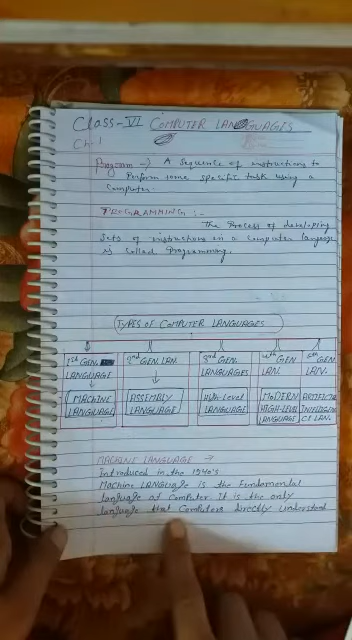 Class-VI COMPUTER LANGUAGES
Ch-1
Program -> A Sequence of instructions to
Perform some specific task using a
Computer-
PROGRAMMING :-
The Process of developing
Sets of instructions in a computer language
is called Programming.
TYPES OF COMPUTER LANGUAGES
1st GEN. LANGUAGE
2nd GEN. LAN.
3rd GEN. LANGUAGES
4th GEN LAN.
5th GEN. LAN.
MACHINE LANGUAGE
ASSEMBLY LANGUAGE
High-Level LANGUAGE
MODERN HIGH-LEVEL LANGUAGE
LAN.
MACHINE LANGUAGE ->
Introduced in the 1940's
Machine LANGUAge is the Fundamental
language of Computer. It is the only
language that Computers directly understand